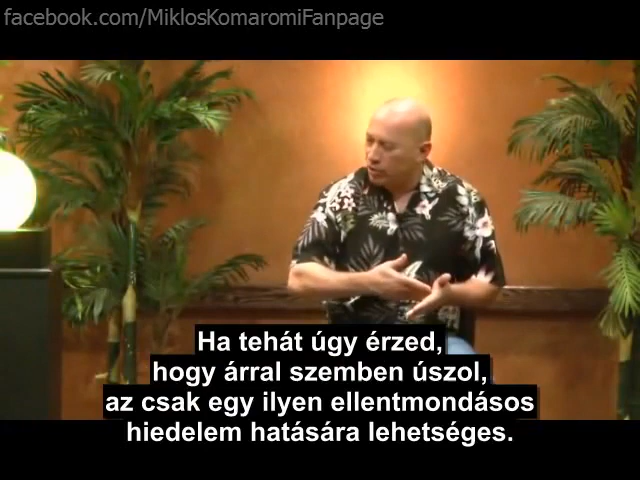 facebook.com/MiklosKomaromiFanpage
Ha tehát úgy érzed,
hogy árral szemben úszol,
az csak egy ilyen ellentmondásos
hiedelem hatására lehetséges.